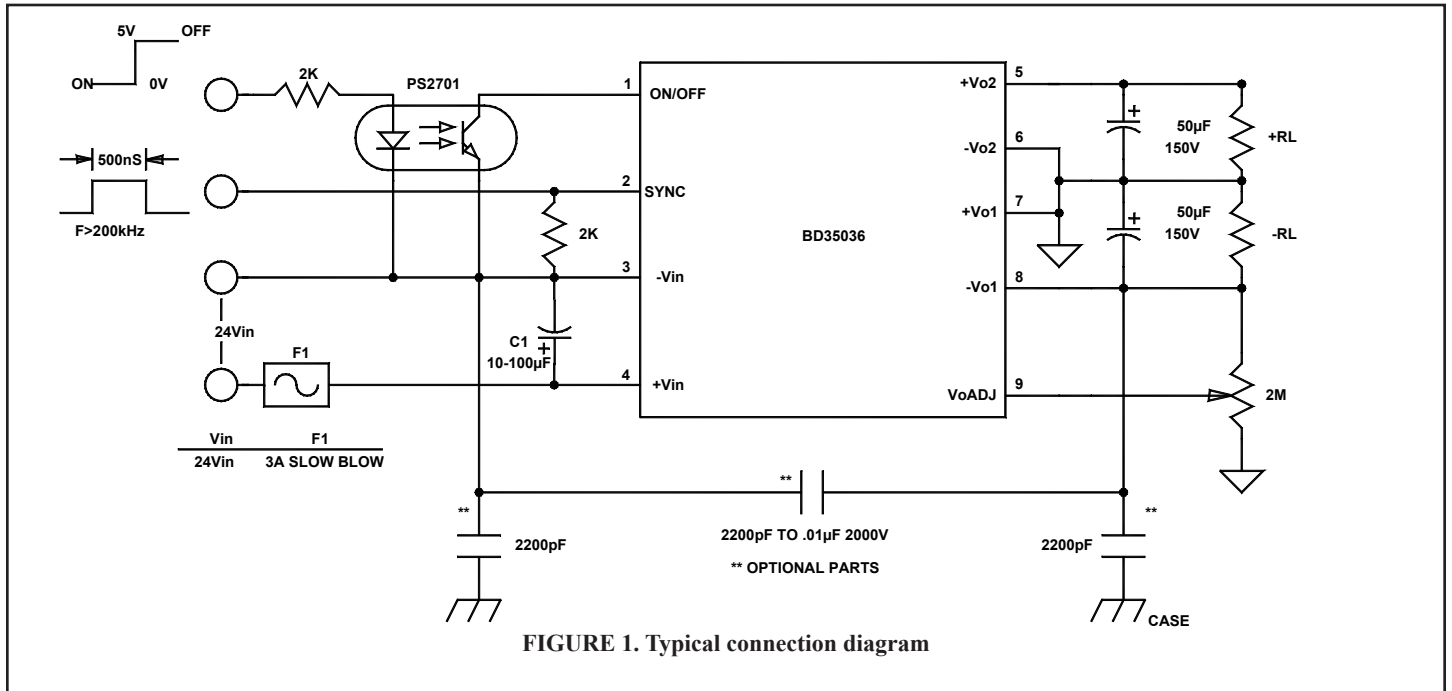 5V OFF
ON 0V
2K
PS2701
500nS
F>200kHz
2K
24Vin
F1
C1
+
10-100µF
Vin F1
24Vin 3A SLOW BLOW
1 ON/OFF
2 SYNC
3 -Vin
4 +Vin
BD35036
+Vo2 5
-Vo2 6
+Vo1 7
-Vo1 8
VoADJ 9
+
50µF
150V
+RL
+
50µF
150V
-RL
2M
**
2200pF
**
2200pF TO .01µF 2000V
** OPTIONAL PARTS
**
2200pF
CASE
FIGURE 1. Typical connection diagram